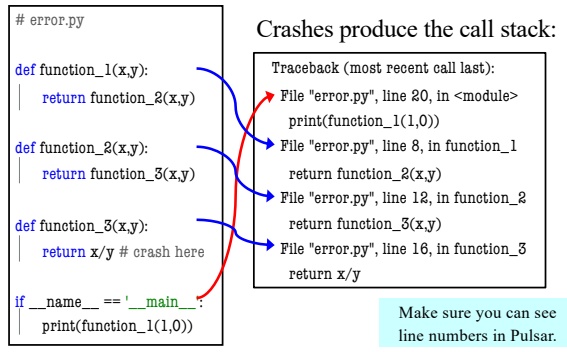 # error.py
def function_1(x,y):
return function_2(x,y)
def function_2(x,y):
return function_3(x,y)
def function_3(x,y):
return x/y # crash here
if __name__ == '__main__':
print(function_1(1,0))
Crashes produce the call stack:
Traceback (most recent call last):
File "error.py", line 20, in <module>
print(function_1(1,0))
File "error.py", line 8, in function_1
return function_2(x,y)
File "error.py", line 12, in function_2
return function_3(x,y)
File "error.py", line 16, in function_3
return x/y
Make sure you can see
line numbers in Pulsar.